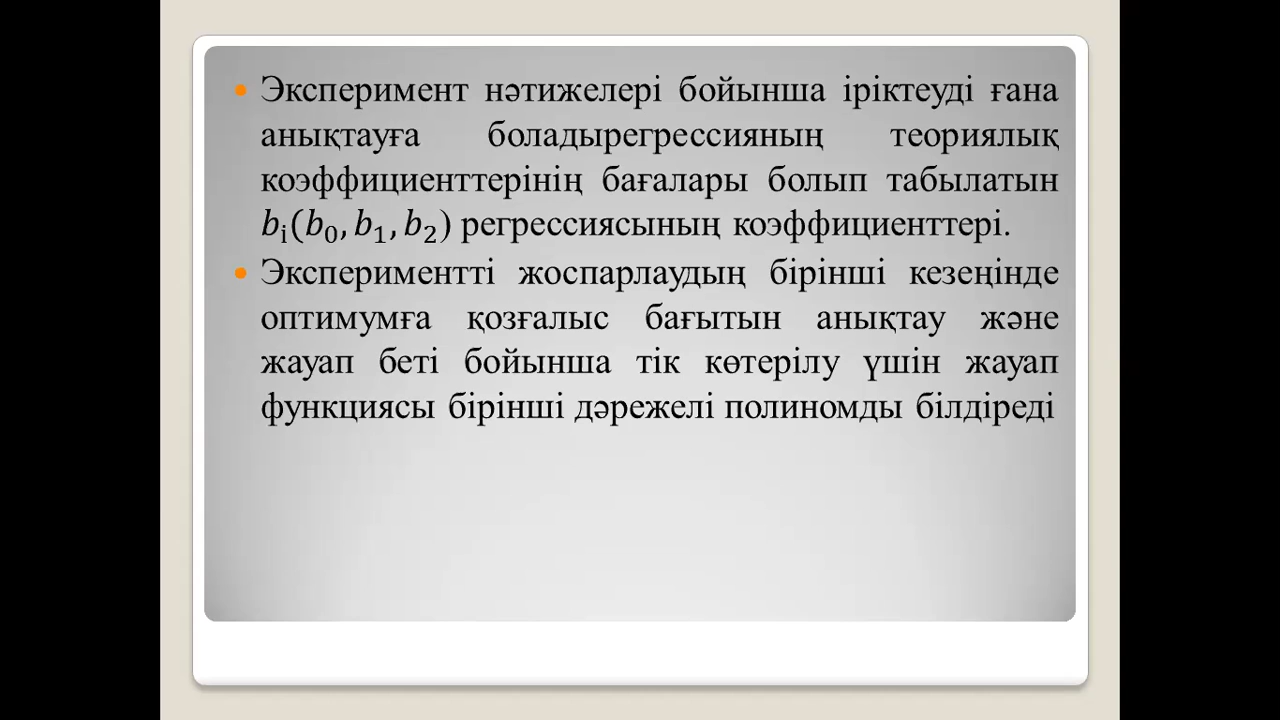 • Эксперимент нәтижелері бойынша іріктеуді ғана
анықтауға боладырегрессияның теориялық
коэффициенттерінің бағалары болып табылатын
bᵢ(b₀, b₁, b₂) регрессиясының коэффициенттері.
• Экспериментті жоспарлаудың бірінші кезеңінде
оптимумға қозғалыс бағытын анықтау және
жауап беті бойынша тік көтерілу үшін жауап
функциясы бірінші дәрежелі полиномды білдіреді